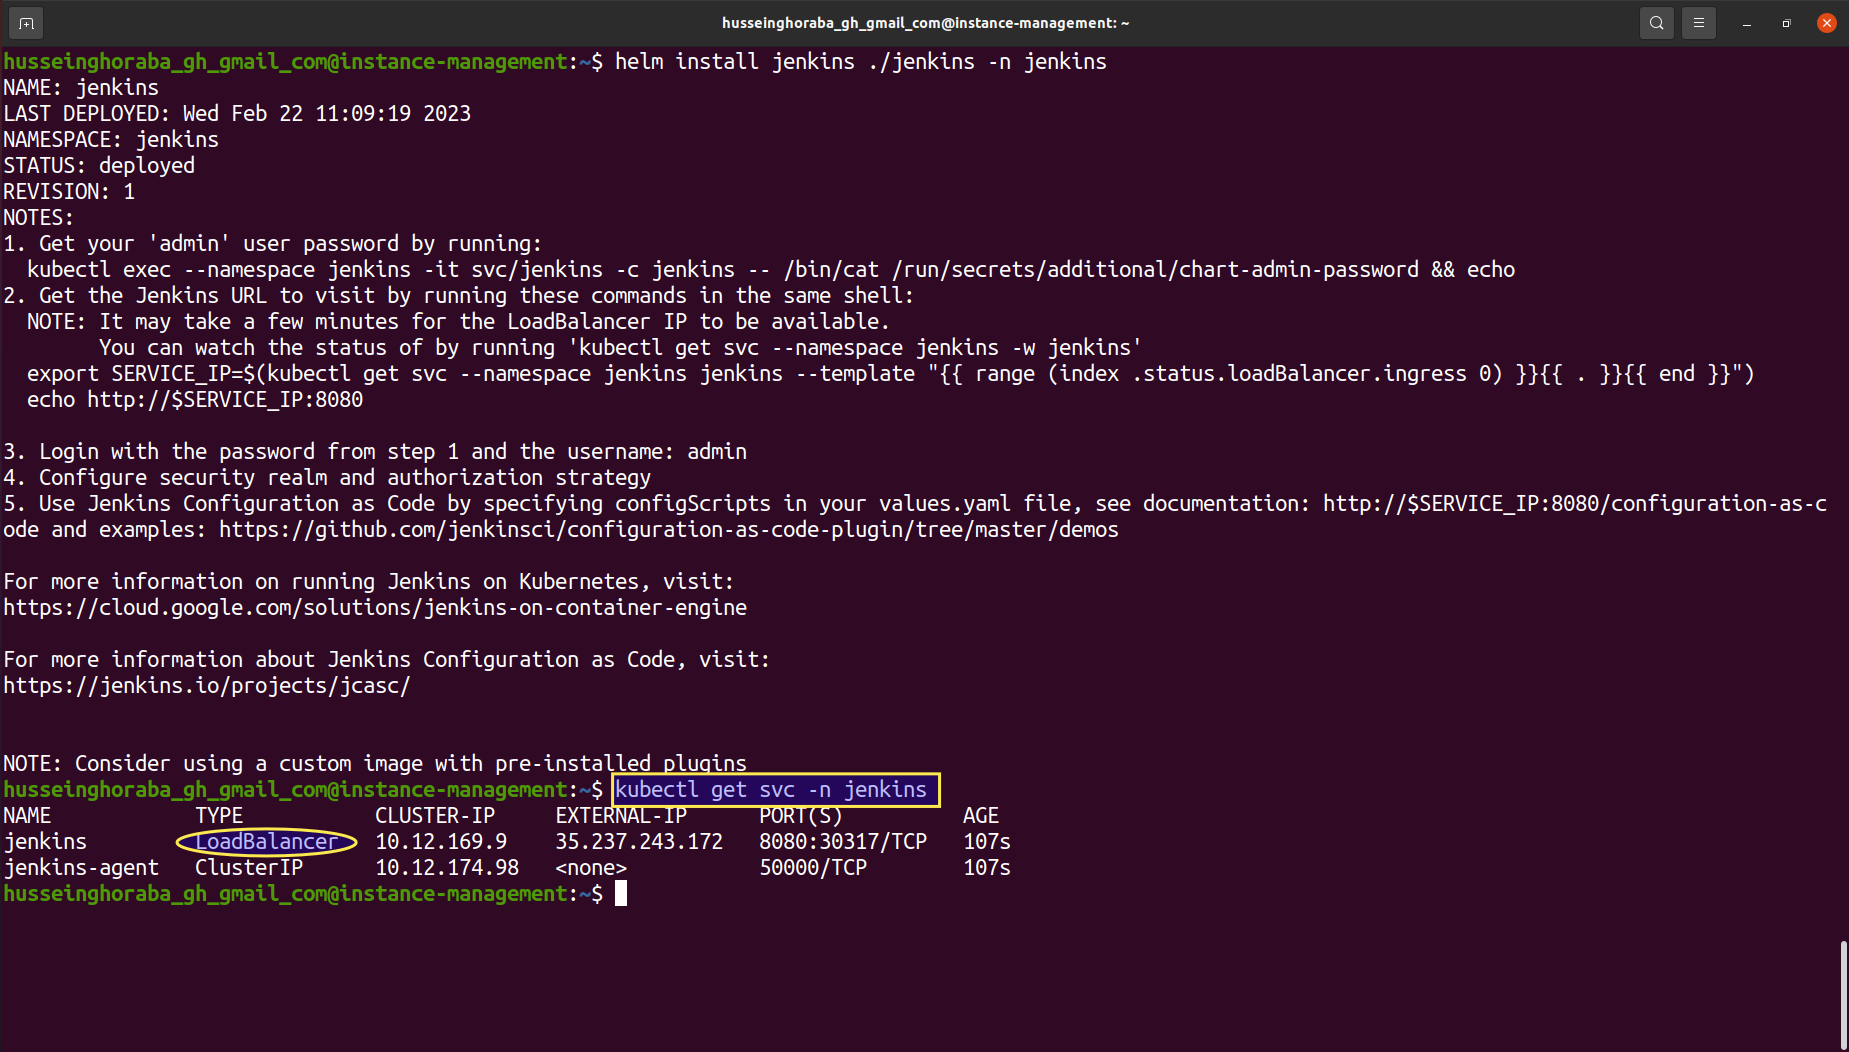 husseinghoraba_gh_gmail_com@instance-management: ~
husseinghoraba_gh_gmail_com@instance-management:~$ helm install jenkins ./jenkins -n jenkins
NAME: jenkins
LAST DEPLOYED: Wed Feb 22 11:09:19 2023
NAMESPACE: jenkins
STATUS: deployed
REVISION: 1
NOTES:
1. Get your 'admin' user password by running:
  kubectl exec --namespace jenkins -it svc/jenkins -c jenkins -- /bin/cat /run/secrets/additional/chart-admin-password && echo
2. Get the Jenkins URL to visit by running these commands in the same shell:
  NOTE: It may take a few minutes for the LoadBalancer IP to be available.
        You can watch the status of by running 'kubectl get svc --namespace jenkins -w jenkins'
  export SERVICE_IP=$(kubectl get svc --namespace jenkins jenkins --template "{{ range (index .status.loadBalancer.ingress 0) }}{{ . }}{{ end }}")
  echo http://$SERVICE_IP:8080
3. Login with the password from step 1 and the username: admin
4. Configure security realm and authorization strategy
5. Use Jenkins Configuration as Code by specifying configScripts in your values.yaml file, see documentation: http://$SERVICE_IP:8080/configuration-as-c
ode and examples: https://github.com/jenkinsci/configuration-as-code-plugin/tree/master/demos
For more information on running Jenkins on Kubernetes, visit:
https://cloud.google.com/solutions/jenkins-on-container-engine
For more information about Jenkins Configuration as Code, visit:
https://jenkins.io/projects/jcasc/
NOTE: Consider using a custom image with pre-installed plugins
husseinghoraba_gh_gmail_com@instance-management:~$ kubectl get svc -n jenkins
NAME            TYPE           CLUSTER-IP     EXTERNAL-IP      PORT(S)          AGE
jenkins         LoadBalancer   10.12.169.9    35.237.243.172   8080:30317/TCP   107s
jenkins-agent   ClusterIP      10.12.174.98   <none>           50000/TCP        107s
husseinghoraba_gh_gmail_com@instance-management:~$